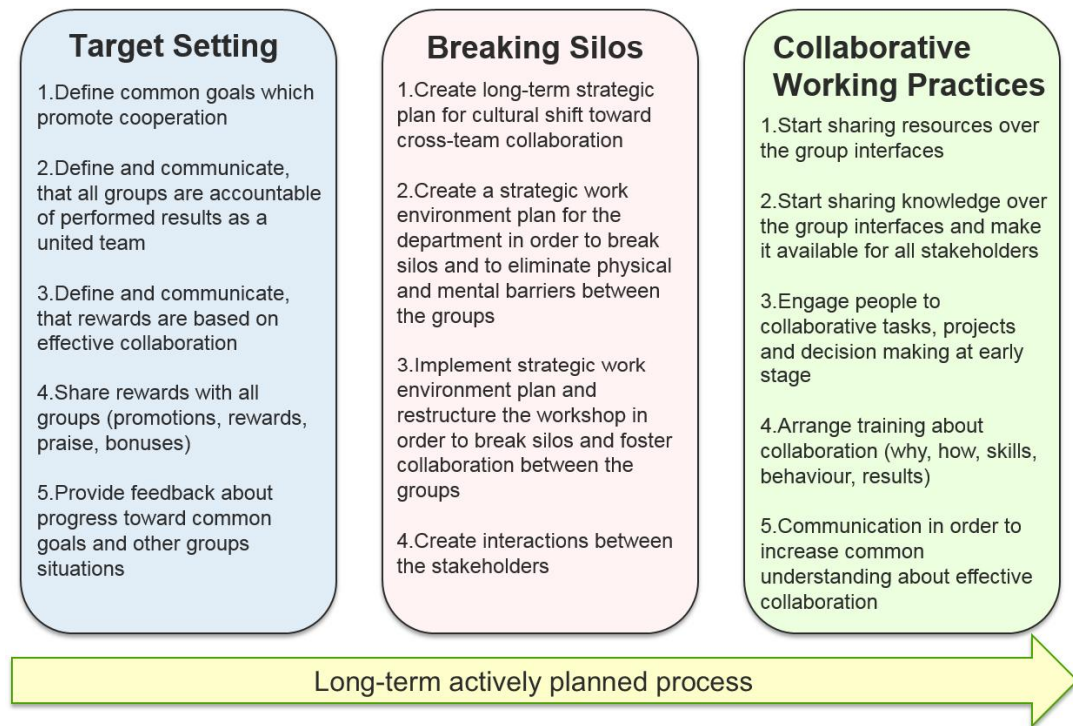 Target Setting
1.Define common goals which
promote cooperation
2.Define and communicate,
that all groups are accountable
of performed results as a
united team
3.Define and communicate,
that rewards are based on
effective collaboration
4.Share rewards with all
groups (promotions, rewards,
praise, bonuses)
5.Provide feedback about
progress toward common
goals and other groups
situations
Breaking Silos
1.Create long-term strategic
plan for cultural shift toward
cross-team collaboration
2.Create a strategic work
environment plan for the
department in order to break
silos and to eliminate physical
and mental barriers between
the groups
3.Implement strategic work
environment plan and
restructure the workshop in
order to break silos and foster
collaboration between the
groups
4.Create interactions between
the stakeholders
Collaborative
Working Practices
1.Start sharing resources over
the group interfaces
2.Start sharing knowledge over
the group interfaces and make
it available for all stakeholders
3.Engage people to
collaborative tasks, projects
and decision making at early
stage
4.Arrange training about
collaboration (why, how, skills,
behaviour, results)
5.Communication in order to
increase common
understanding about effective
collaboration
Long-term actively planned process